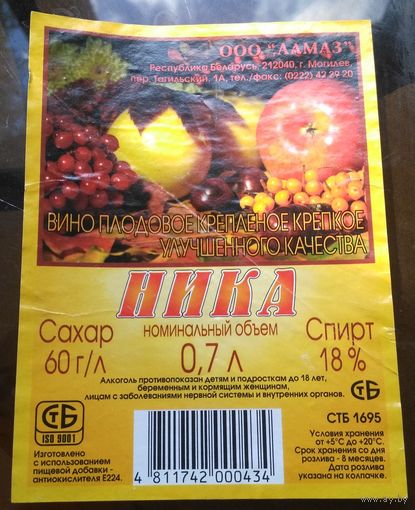 ООО "ЛАМАЗ"
Республика Беларусь, 212040, г. Могилев,
пер. Тагильский, 1А, тел./факс: (0222) 42 29 20
ВИНО ПЛОДОВОЕ КРЕПЛЕНОЕ КРЕПКОЕ
УЛУЧШЕННОГО КАЧЕСТВА
НИКА
Сахар
60 г/л
НОМИНАЛЬНЫЙ ОБЪЕМ
0,7 л
Спирт
18 %
Алкоголь противопоказан детям и подросткам до 18 лет,
беременным и кормящим женщинам,
лицам с заболеваниями нервной системы и внутренних органов.
СТБ
ISO 9001
Изготовлено
с использованием
пищевой добавки -
антиокислителя Е224.
4 811742 000434
СТБ
СТБ 1695
Условия хранения
от +5°С до +20°С.
Срок хранения со дня
розлива - 8 месяцев.
Дата розлива
указана на колпачке.
www.ay.by